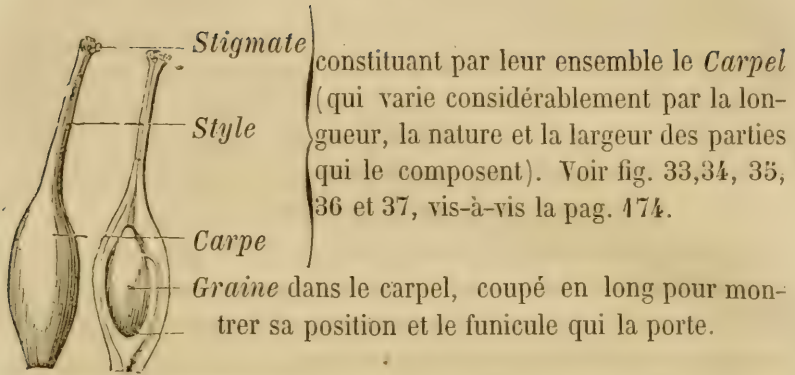 Stigmate
constituant par leur ensemble le Carpel
(qui varie considérablement par la lon-
Style
gueur, la nature et la largeur des parties
qui le composent). Voir fig. 33,34, 35,
36 et 37, vis-à-vis la pag. 174.
Carpe
Graine dans le carpel, coupé en long pour mon-
trer sa position et le funicule qui la porte.